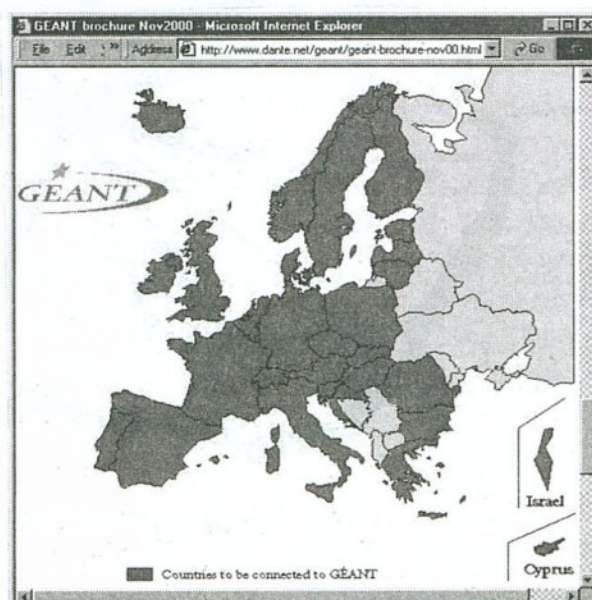 GEANT brochure Nov2000 - Microsoft Internet Explorer
File Edit » Address http://www.dante.net/geant/geant-brochure-nov00.html Go
GEANT
Israel
Cyprus
Countries to be connected to GÉANT